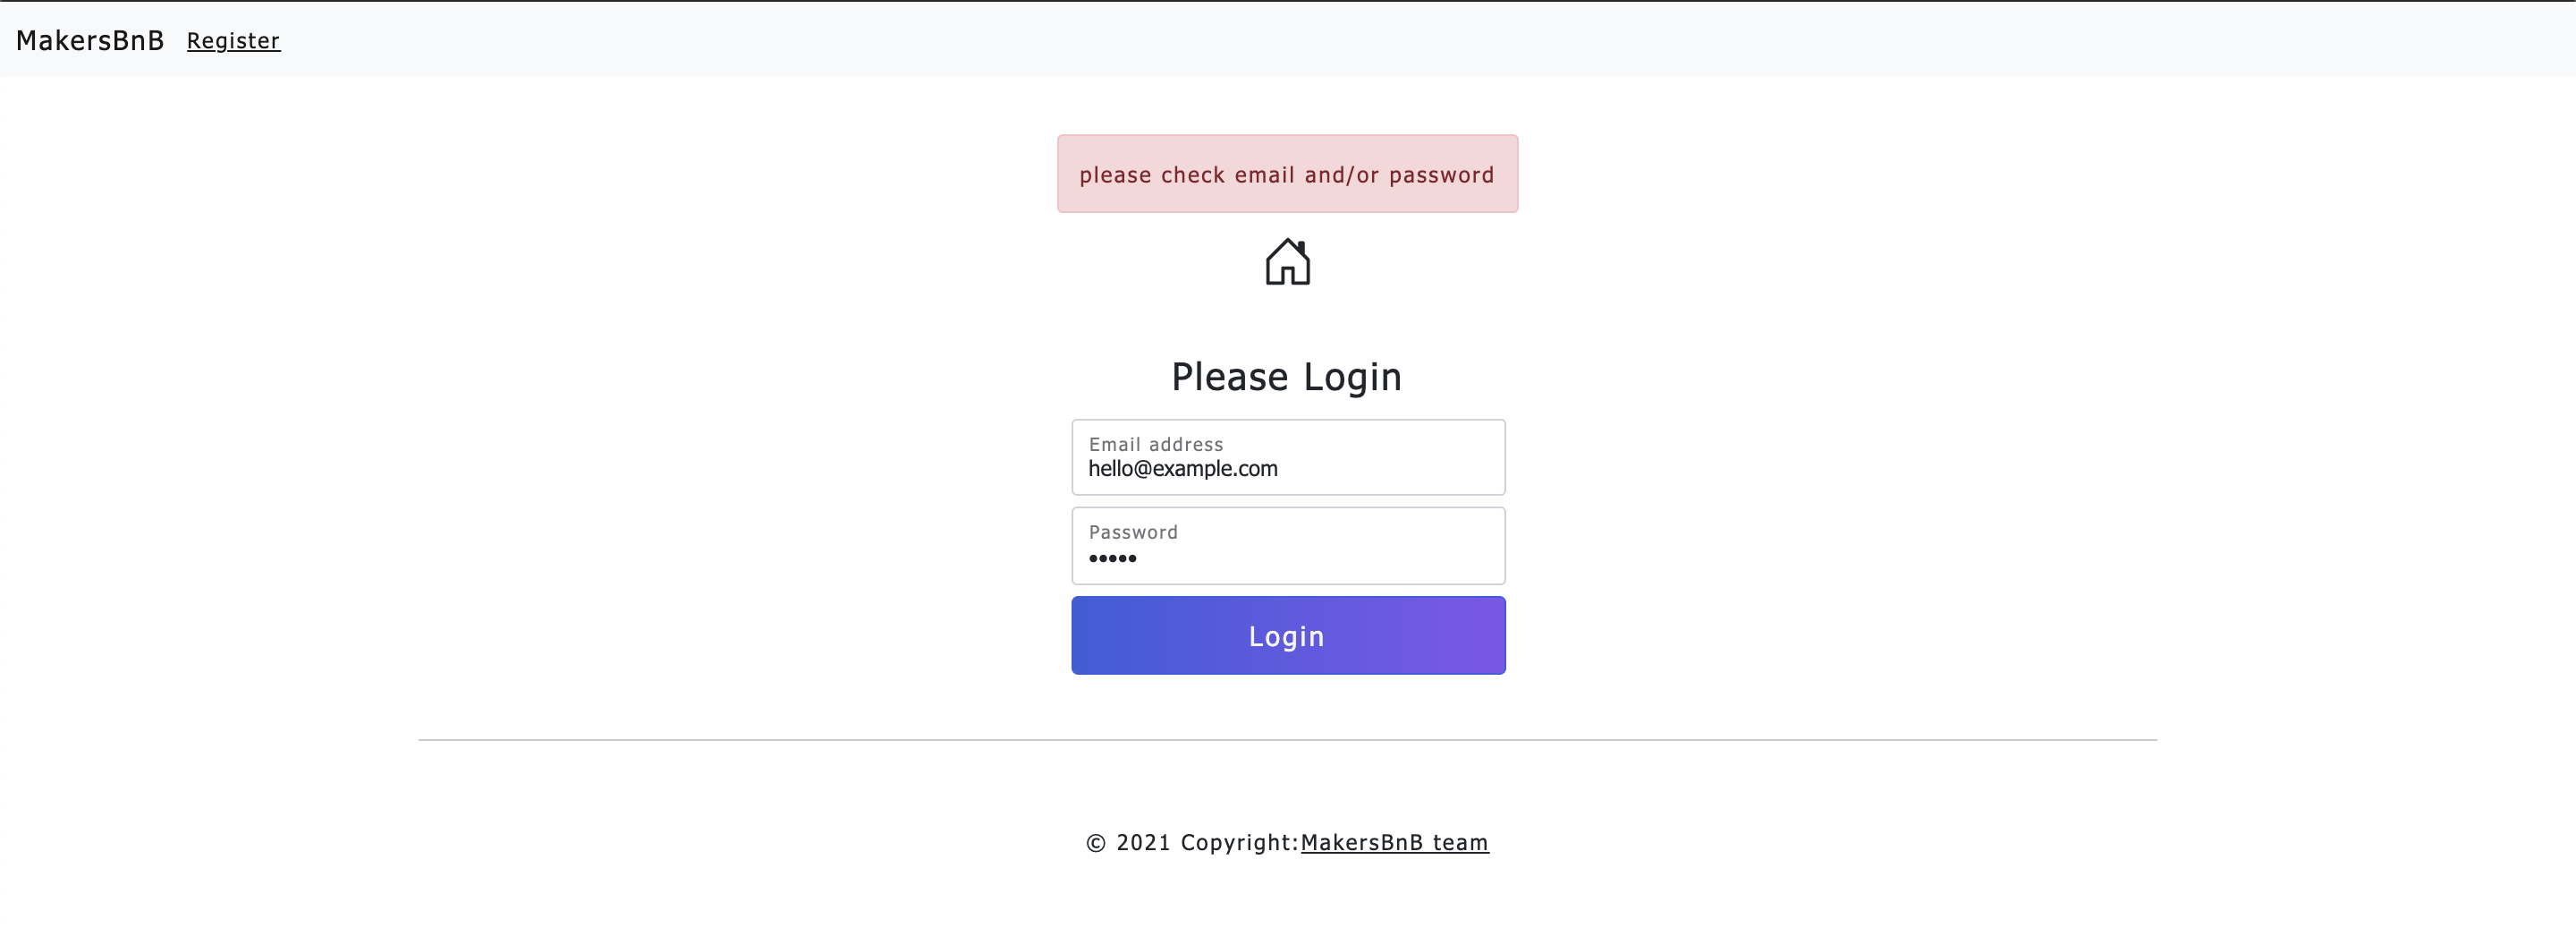 MakersBnB Register
please check email and/or password
Please Login
Email address
hello@example.com
Password
•••••
Login
© 2021 Copyright:MakersBnB team